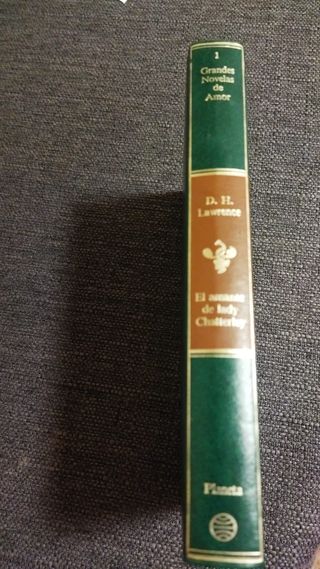 1
Grandes
Novelas
de
Amor
D. H.
Lawrence
El amante
de lady
Chatterley
Planeta